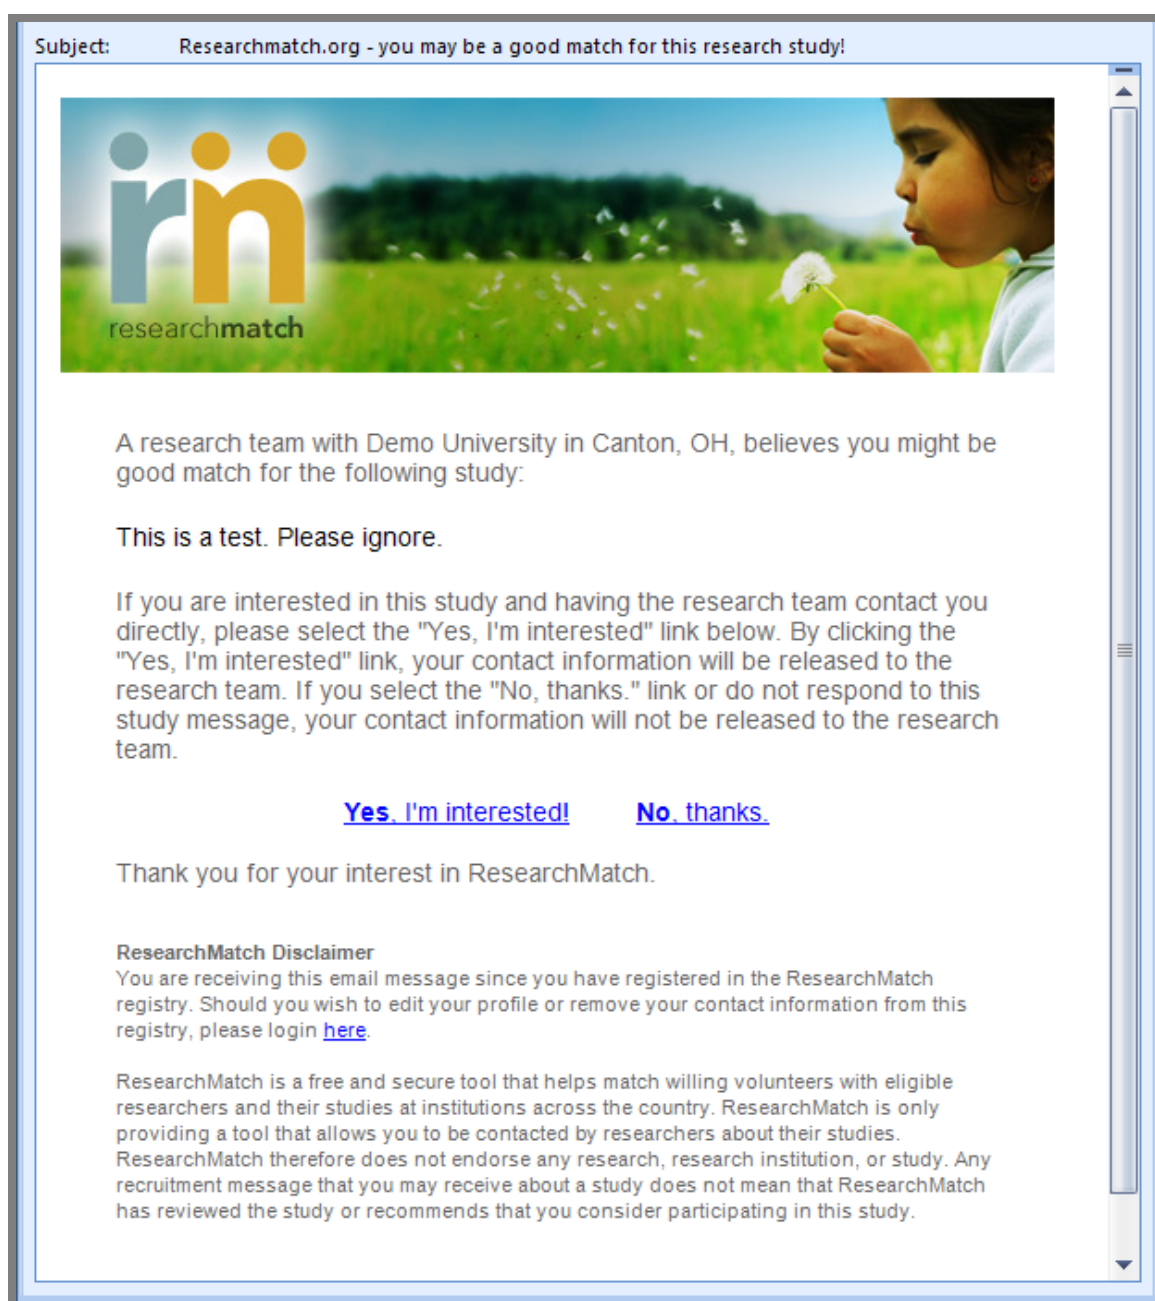 Subject: Researchmatch.org - you may be a good match for this research study!
rm
researchmatch
A research team with Demo University in Canton, OH, believes you might be
good match for the following study:
This is a test. Please ignore.
If you are interested in this study and having the research team contact you
directly, please select the "Yes, I'm interested" link below. By clicking the
"Yes, I'm interested" link, your contact information will be released to the
research team. If you select the "No, thanks." link or do not respond to this
study message, your contact information will not be released to the research
team.
Yes, I'm interested! No, thanks.
Thank you for your interest in ResearchMatch.
ResearchMatch Disclaimer
You are receiving this email message since you have registered in the ResearchMatch
registry. Should you wish to edit your profile or remove your contact information from this
registry, please login here.
ResearchMatch is a free and secure tool that helps match willing volunteers with eligible
researchers and their studies at institutions across the country. ResearchMatch is only
providing a tool that allows you to be contacted by researchers about their studies.
ResearchMatch therefore does not endorse any research, research institution, or study. Any
recruitment message that you may receive about a study does not mean that ResearchMatch
has reviewed the study or recommends that you consider participating in this study.